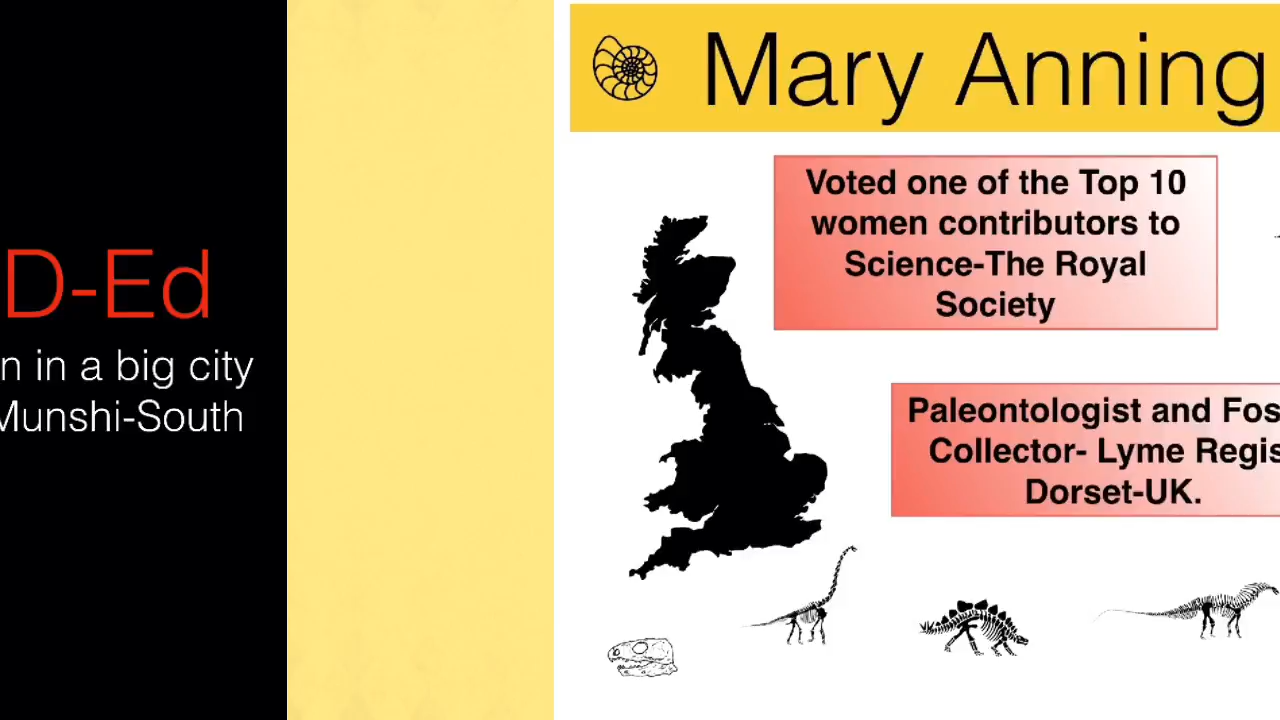 D-Ed
in a big city
Munshi-South
Mary Anning
Voted one of the Top 10
women contributors to
Science-The Royal
Society
Paleontologist and
Collector- Lyme Regis
Dorset-UK.